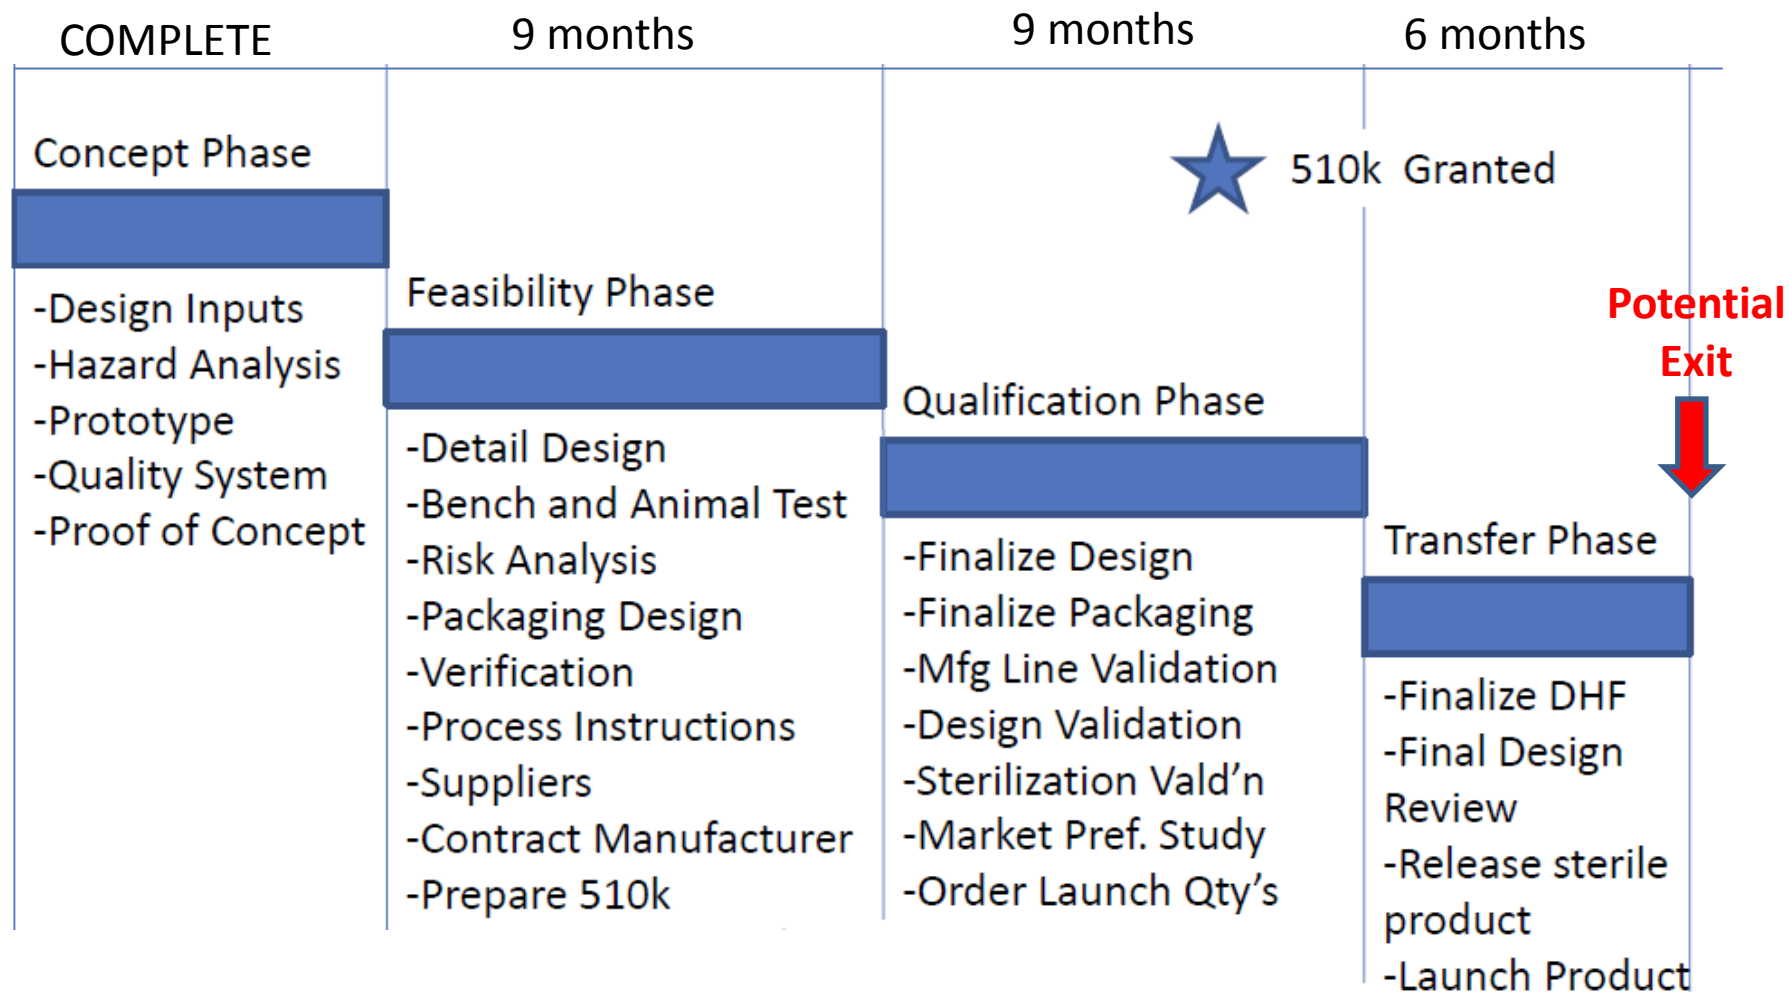 COMPLETE
9 months
9 months
6 months
Concept Phase
-Design Inputs
-Hazard Analysis
-Prototype
-Quality System
-Proof of Concept
Feasibility Phase
-Detail Design
-Bench and Animal Test
-Risk Analysis
-Packaging Design
-Verification
-Process Instructions
-Suppliers
-Contract Manufacturer
-Prepare 510k
510k  Granted
Qualification Phase
-Finalize Design
-Finalize Packaging
-Mfg Line Validation
-Design Validation
-Sterilization Vald’n
-Market Pref. Study
-Order Launch Qty’s
Potential
Exit
Transfer Phase
-Finalize DHF
-Final Design
Review
-Release sterile
product
-Launch Product